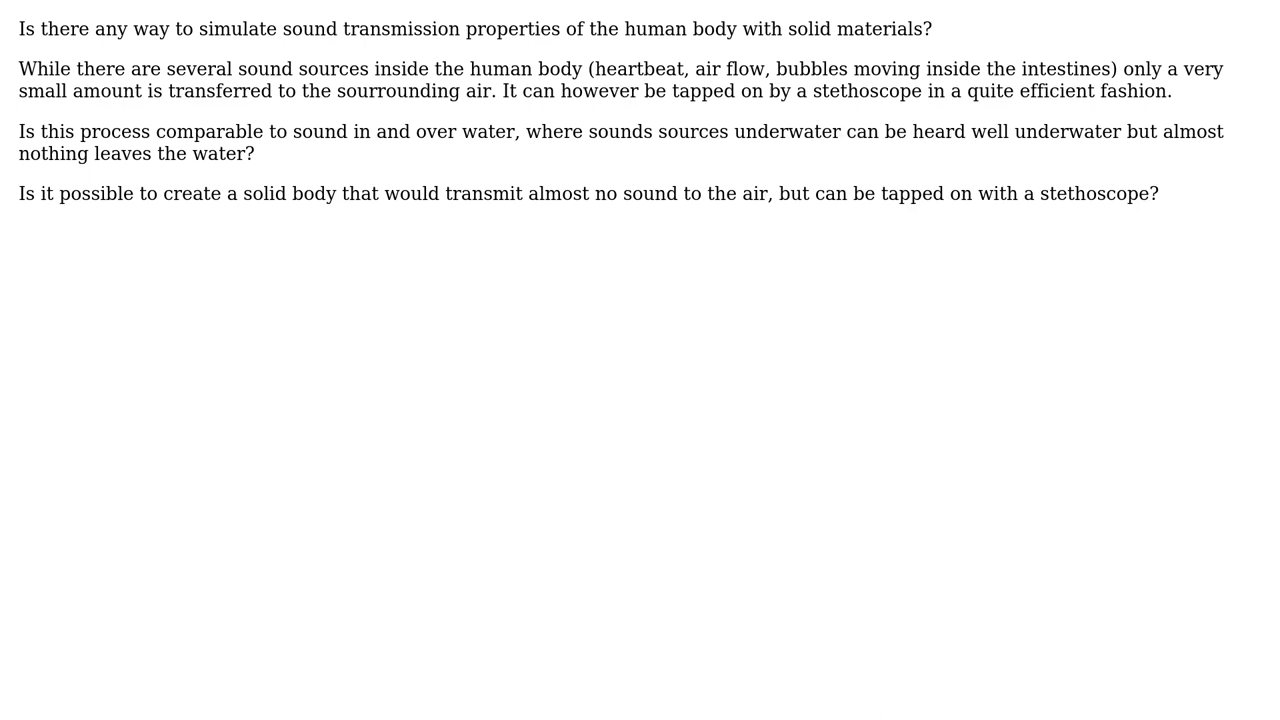 Is there any way to simulate sound transmission properties of the human body with solid materials?
While there are several sound sources inside the human body (heartbeat, air flow, bubbles moving inside the intestines) only a very
small amount is transferred to the sourrounding air. It can however be tapped on by a stethoscope in a quite efficient fashion.
Is this process comparable to sound in and over water, where sounds sources underwater can be heard well underwater but almost
nothing leaves the water?
Is it possible to create a solid body that would transmit almost no sound to the air, but can be tapped on with a stethoscope?